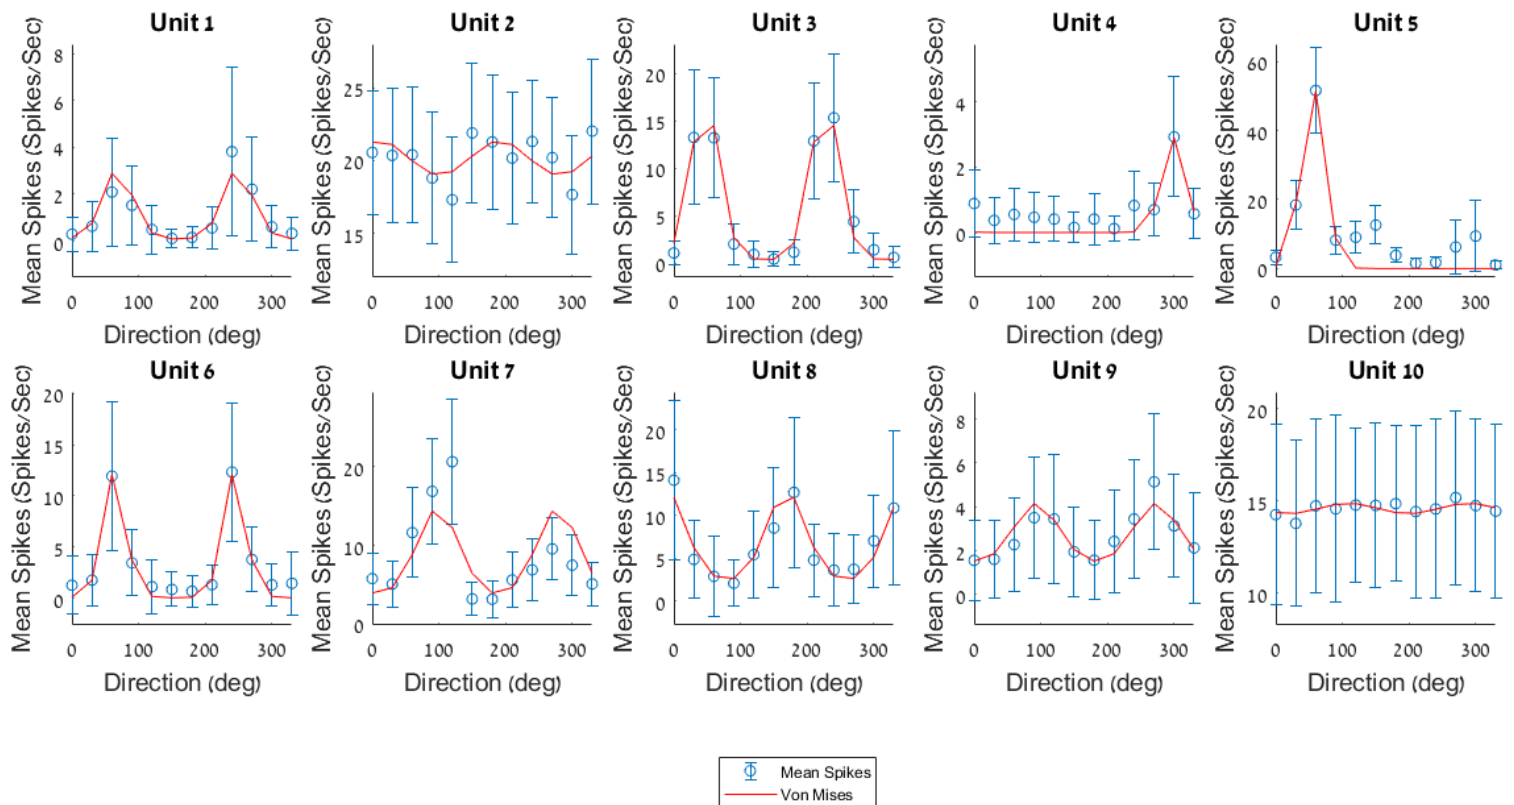 Unit 1
Mean Spikes (Spikes/Sec)
8
6
4
2
0
0 100 200 300
Direction (deg)
Unit 2
Mean Spikes (Spikes/Sec)
25
20
15
0 100 200 300
Direction (deg)
Unit 3
Mean Spikes (Spikes/Sec)
20
15
10
5
0
0 100 200 300
Direction (deg)
Unit 4
Mean Spikes (Spikes/Sec)
4
2
0
0 100 200 300
Direction (deg)
Unit 5
Mean Spikes (Spikes/Sec)
60
40
20
0
0 100 200 300
Direction (deg)
Unit 6
Mean Spikes (Spikes/Sec)
20
15
10
5
0
0 100 200 300
Direction (deg)
Unit 7
Mean Spikes (Spikes/Sec)
20
10
0
0 100 200 300
Direction (deg)
Unit 8
Mean Spikes (Spikes/Sec)
20
15
10
5
0
0 100 200 300
Direction (deg)
Unit 9
Mean Spikes (Spikes/Sec)
8
6
4
2
0
0 100 200 300
Direction (deg)
Unit 10
Mean Spikes (Spikes/Sec)
20
15
10
0 100 200 300
Direction (deg)
Mean Spikes
Von Mises